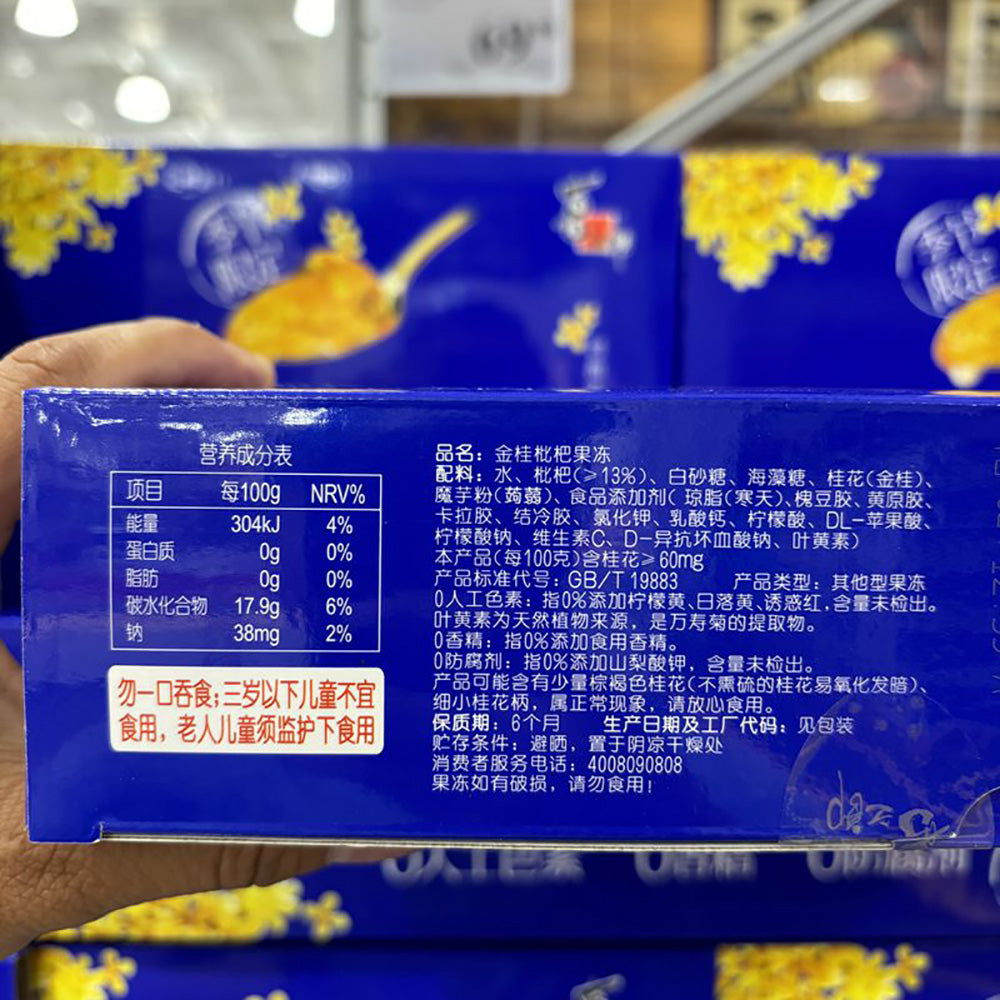 营养成分表
项目 每100g NRV%
能量 304kJ 4%
蛋白质 0g 0%
脂肪 0g 0%
碳水化合物 17.9g 6%
钠 38mg 2%
勿一口吞食;三岁以下儿童不宜
食用,老人儿童须监护下食用
品名:金桂枇杷果冻
配料:水、枇杷(≥13%)、白砂糖、海藻糖、桂花(金桂)、
魔芋粉(蒟蒻)、食品添加剂(琼脂(寒天)、槐豆胶、黄原胶、
卡拉胶、结冷胶、氯化钾、乳酸钙、柠檬酸、DL-苹果酸、
柠檬酸钠、维生素C、D-异抗坏血酸钠、叶黄素)
本产品(每100克)含桂花≥60mg
产品标准代号:GB/T 19883 产品类型:其他型果冻
0人工色素:指0%添加柠檬黄、日落黄、诱惑红,含量未检出。
叶黄素为天然植物来源,是万寿菊的提取物。
0香精:指0%添加食用香精。
0防腐剂:指0%添加山梨酸钾,含量未检出。
产品可能含有少量棕褐色桂花(不熏硫的桂花易氧化发暗)、
细小桂花柄,属正常现象,请放心食用。
保质期:6个月 生产日期及工厂代码:见包装
贮存条件:避晒,置于阴凉干燥处
消费者服务电话:4008090808
果冻如有破损,请勿食用!
0人工色素 0香精 0防腐剂